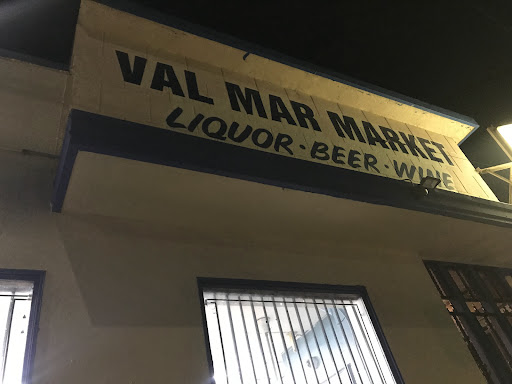 VAL MAR MARKET
LIQUOR · BEER · WINE